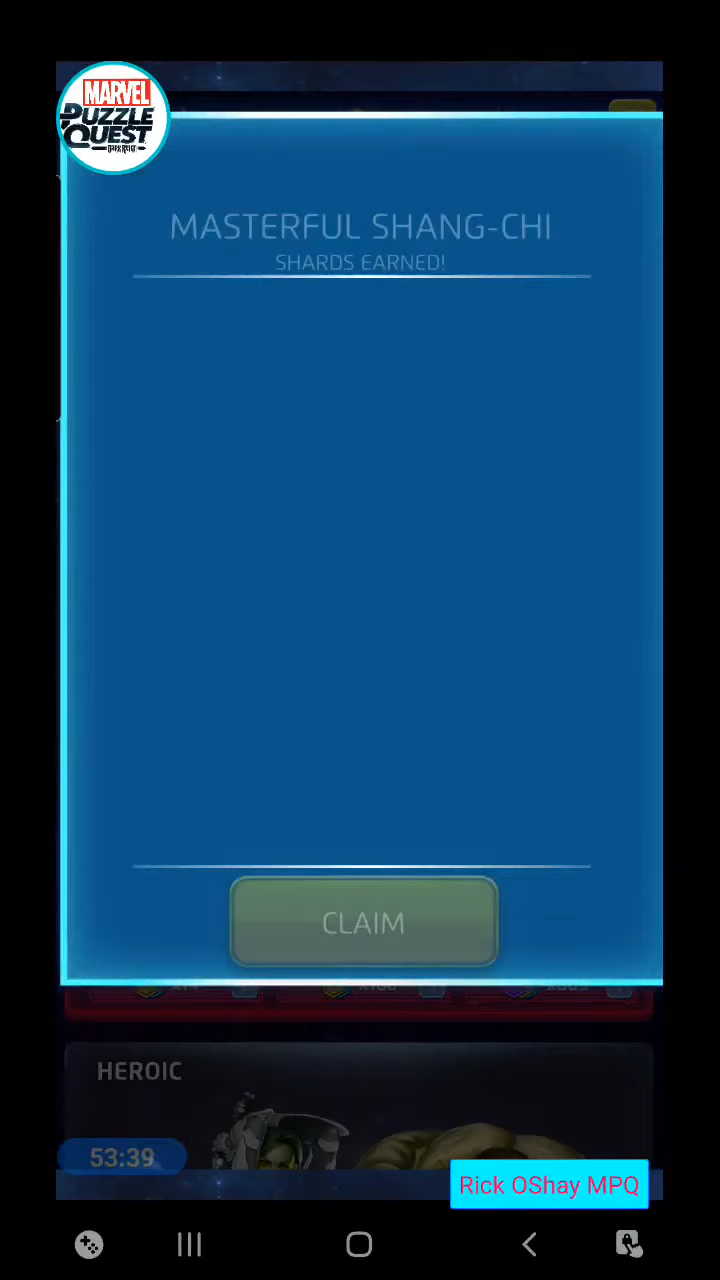 MARVEL
PUZZLE
QUEST
MASTERFUL SHANG-CHI
SHARDS EARNED!
CLAIM
HEROIC
53:39
Rick OShay MPQ